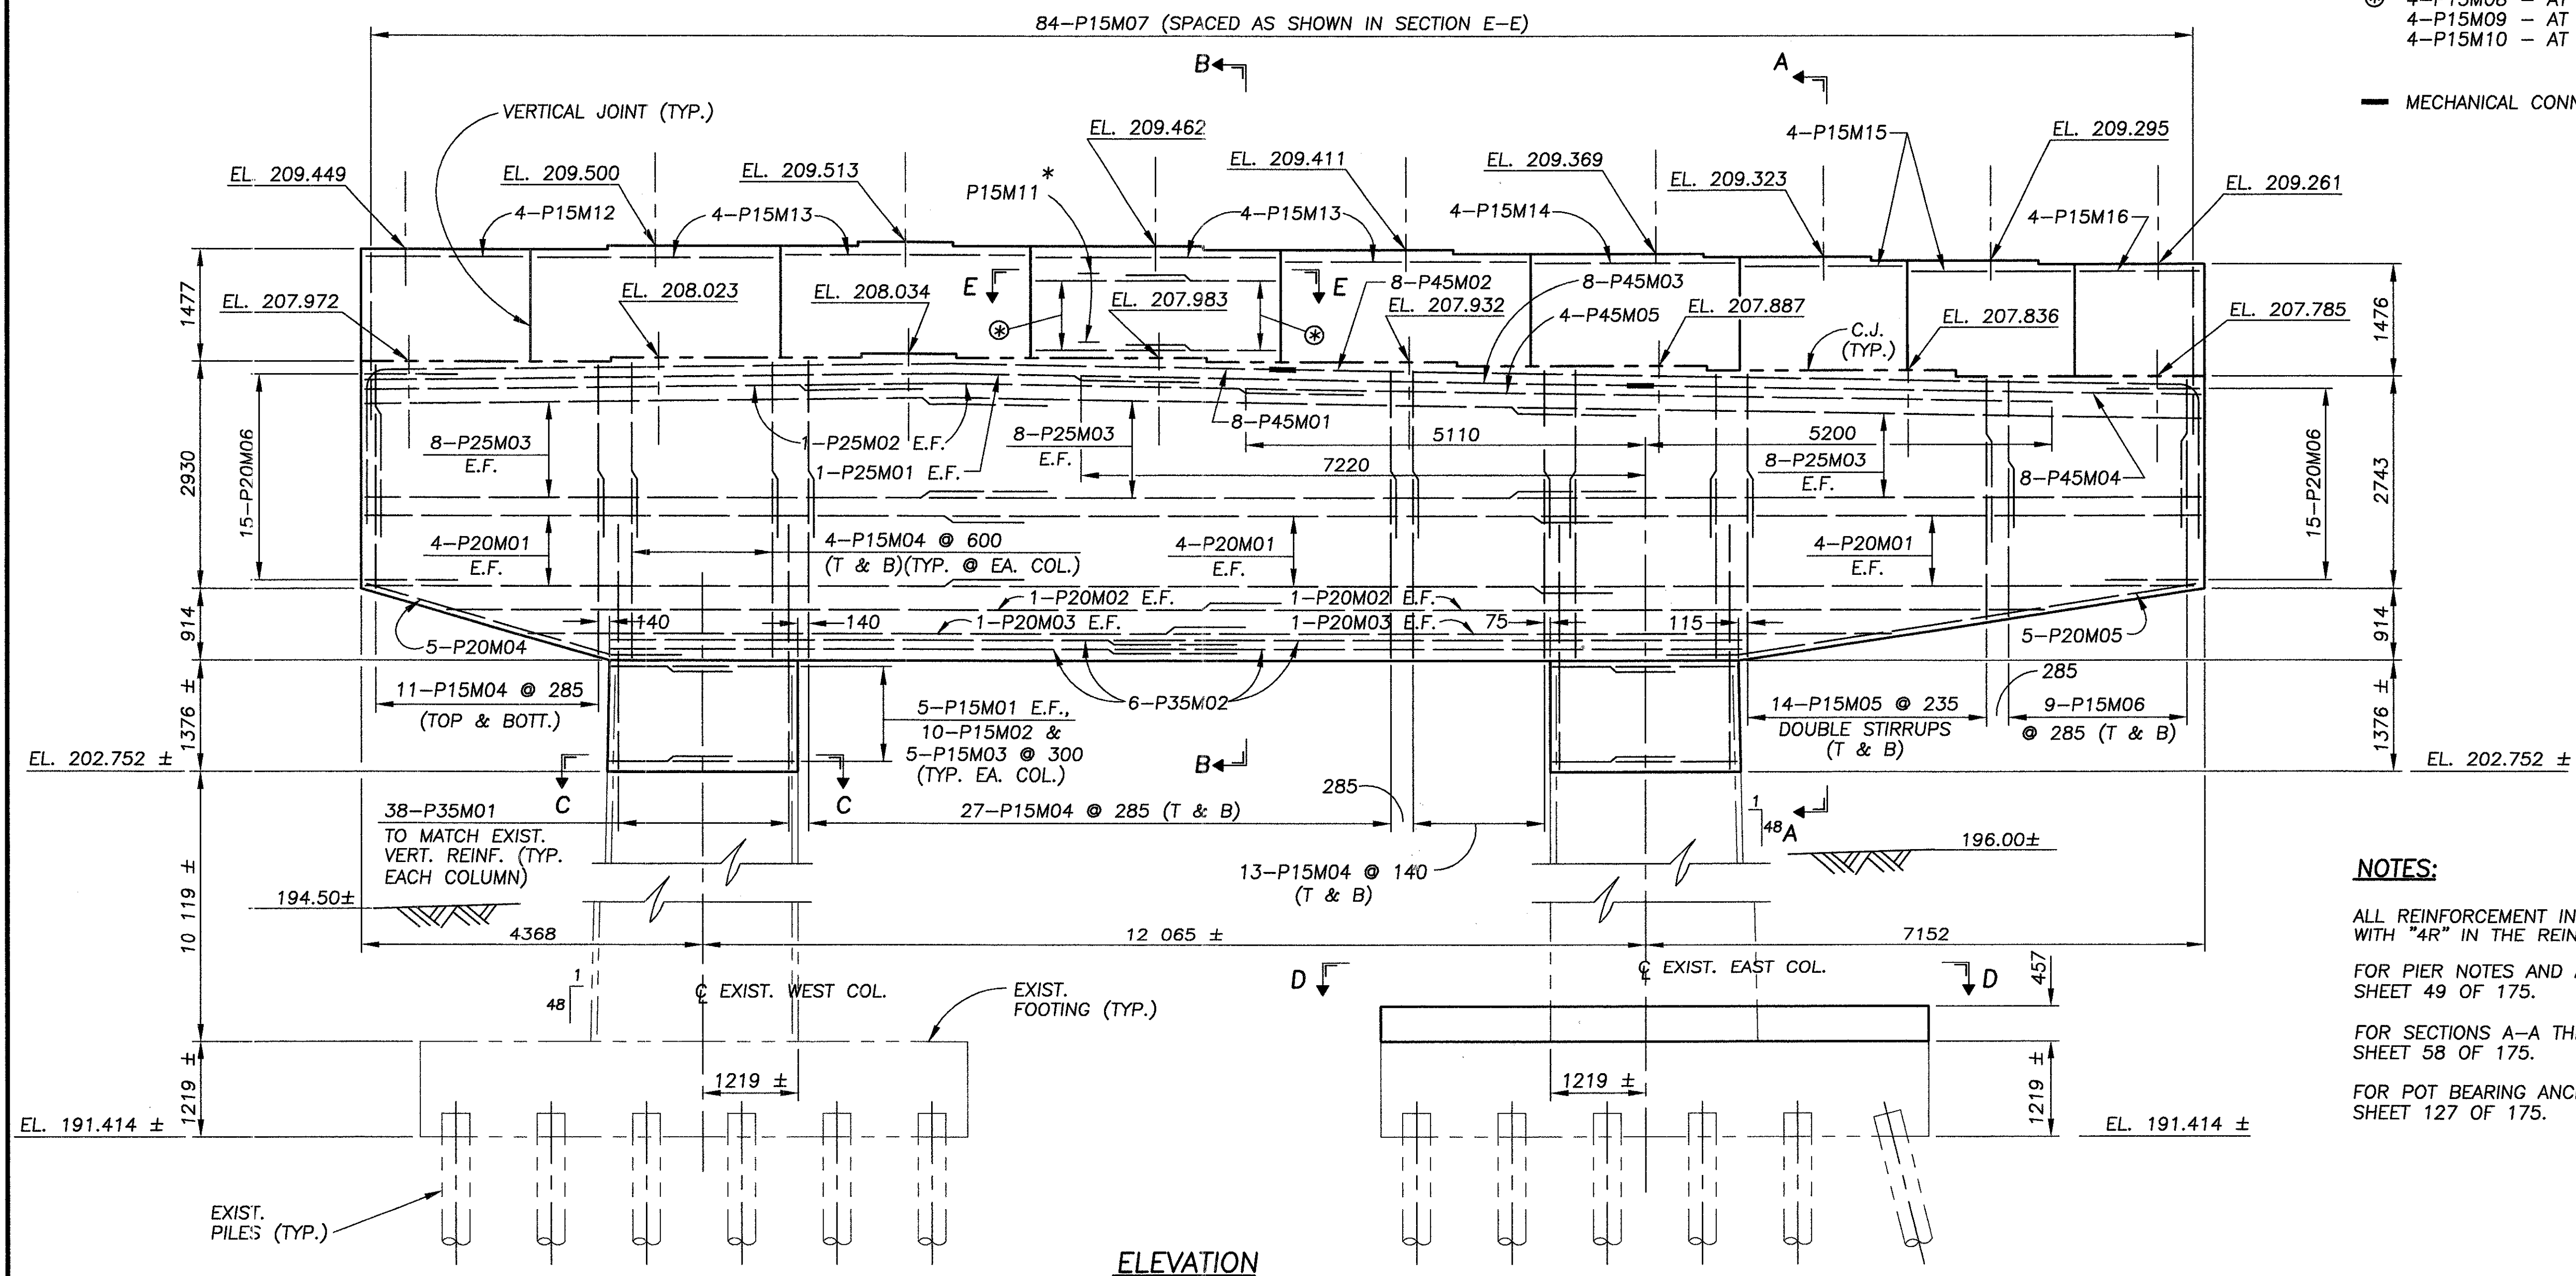 84-P15M07 (SPACED AS SHOWN IN SECTION E-E)
4-P15M08 - AT
4-P15M09 - AT
4-P15M10 - AT
MECHANICAL CONN
B
A
VERTICAL JOINT (TYP.)
EL. 209.449
EL. 209.500
EL. 209.513
EL. 209.462
EL. 209.411
EL. 209.369
EL. 209.323
EL. 209.295
EL. 209.261
P15M11 *
4-P15M12
4-P15M13
4-P15M13
4-P15M14
4-P15M15
4-P15M16
1477
EL. 207.972
EL. 208.023
EL. 208.034
E
EL. 207.983
E
8-P45M02
EL. 207.932
8-P45M03
4-P45M05
EL. 207.887
C.J.
(TYP.)
EL. 207.836
EL. 207.785
1476
*
*
2930
15-P20M06
8-P25M03
E.F.
1-P25M02 E.F.
1-P25M01 E.F.
8-P25M03
E.F.
8-P45M01
5110
5200
7220
8-P25M03
E.F.
8-P45M04
15-P20M06
2743
4-P20M01
E.F.
4-P15M04 @ 600
(T & B)(TYP. @ EA. COL.)
4-P20M01
E.F.
4-P20M01
E.F.
914
1-P20M02 E.F.
1-P20M02 E.F.
140
140
1-P20M03 E.F.
1-P20M03 E.F.
75
115
914
5-P20M04
5-P20M05
11-P15M04 @ 285
(TOP & BOTT.)
1376 ±
5-P15M01 E.F.,
10-P15M02 &
5-P15M03 @ 300
(TYP. EA. COL.)
6-P35M02
14-P15M05 @ 235
DOUBLE STIRRUPS
(T & B)
285
9-P15M06
@ 285 (T & B)
1376 ±
EL. 202.752 ±
EL. 202.752 ±
C
C
B
38-P35M01
TO MATCH EXIST.
VERT. REINF. (TYP.
EACH COLUMN)
27-P15M04 @ 285 (T & B)
285
13-P15M04 @ 140
(T & B)
1
48
A
196.00±
194.50±
10 119 ±
4368
12 065 ±
7152
1
48
℄ EXIST. WEST COL.
EXIST.
FOOTING (TYP.)
D
℄ EXIST. EAST COL.
D
457
1219 ±
1219 ±
1219 ±
1219 ±
EL. 191.414 ±
EL. 191.414 ±
EXIST.
PILES (TYP.)
ELEVATION
NOTES:
ALL REINFORCEMENT IN
WITH "4R" IN THE REIN
FOR PIER NOTES AND
SHEET 49 OF 175.
FOR SECTIONS A-A TH
SHEET 58 OF 175.
FOR POT BEARING ANC
SHEET 127 OF 175.